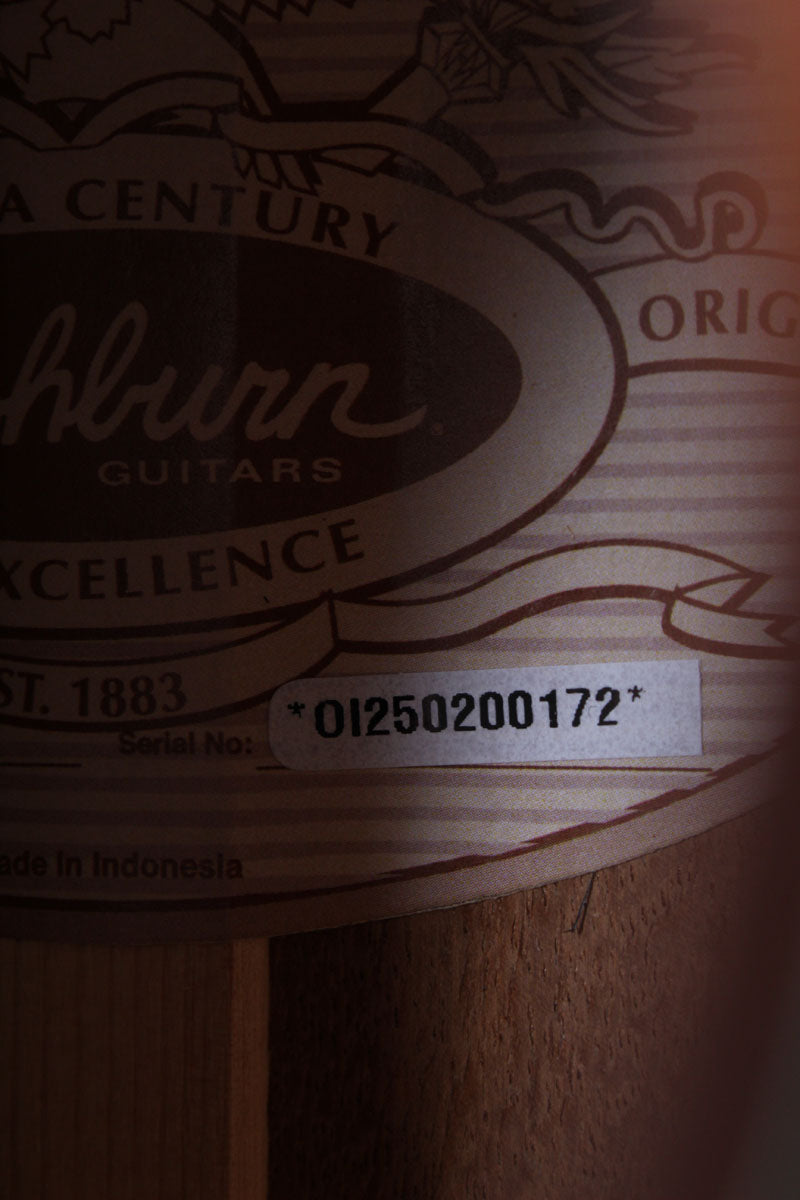 A CENTURY
ORIG
hburn
GUITARS
XCELLENCE
ST. 1883
Serial No: *OI250200172*
ade In Indonesia